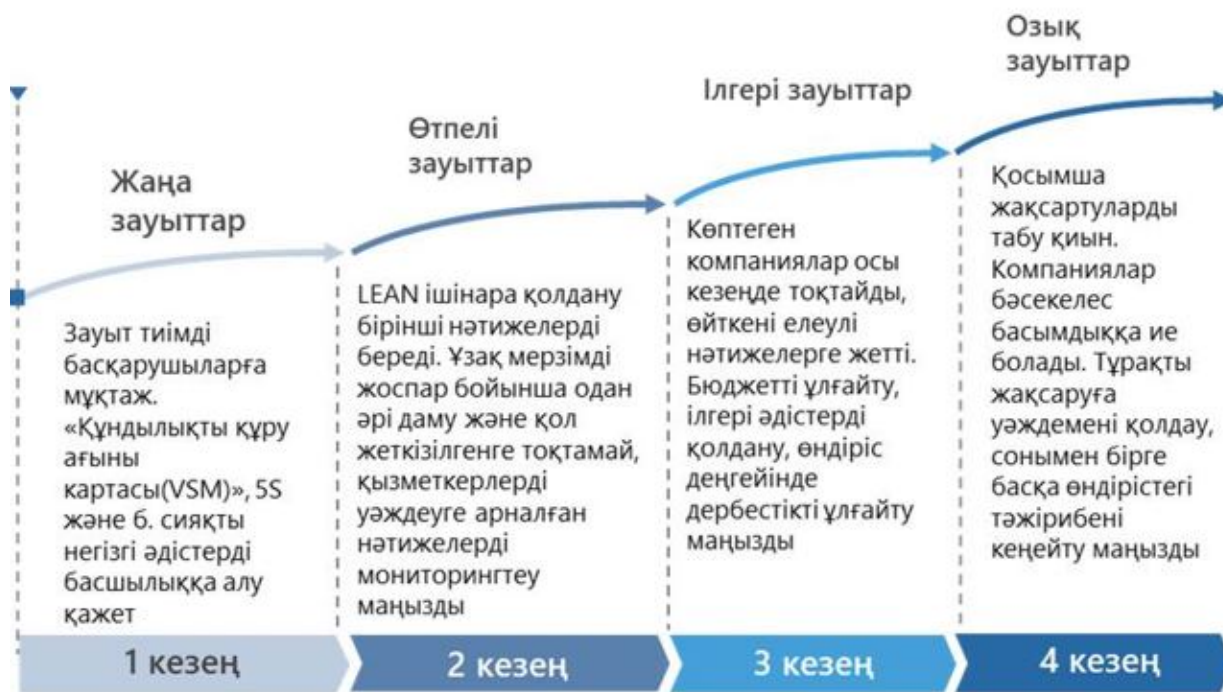 Жаңа
зауыттар
Зауыт тиімді
басқарушыларға
мұқтаж.
«Құндылықты құру
ағыны
картасы(VSM)», 5S
және б. сияқты
негізгі әдістерді
басшылыққа алу
қажет
1 кезең
Өтпелі
зауыттар
LEAN ішінара қолдану
бірінші нәтижелерді
береді. Ұзақ мерзімді
жоспар бойынша одан
әрі даму және қол
жеткізілгенге тоқтамай,
қызметкерлерді
уәждеуге арналған
нәтижелерді
мониторингтеу
маңызды
2 кезең
Ілгері зауыттар
Көптеген
компаниялар осы
кезеңде тоқтайды,
өйткені елеулі
нәтижелерге жетті.
Бюджетті ұлғайту,
ілгері әдістерді
қолдану, өндіріс
деңгейінде
дербестікті ұлғайту
маңызды
3 кезең
Озық
зауыттар
Қосымша
жақсартуларды
табу қиын.
Компаниялар
бәсекелес
басымдыққа ие
болады. Тұрақты
жақсаруға
уәждемені қолдау,
сонымен бірге
басқа өндірістегі
тәжірибені
кеңейту маңызды
4 кезең